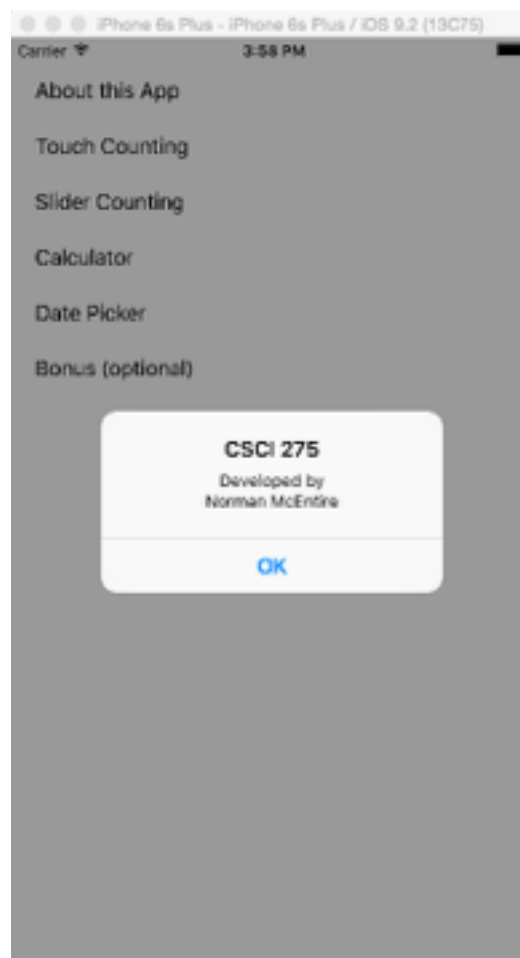 iPhone 6s Plus - iPhone 6s Plus / iOS 9.2 (13C75)
Carrier 3:58 PM
About this App
Touch Counting
Slider Counting
Calculator
Date Picker
Bonus (optional)
CSCI 275
Developed by
Norman McEntire
OK